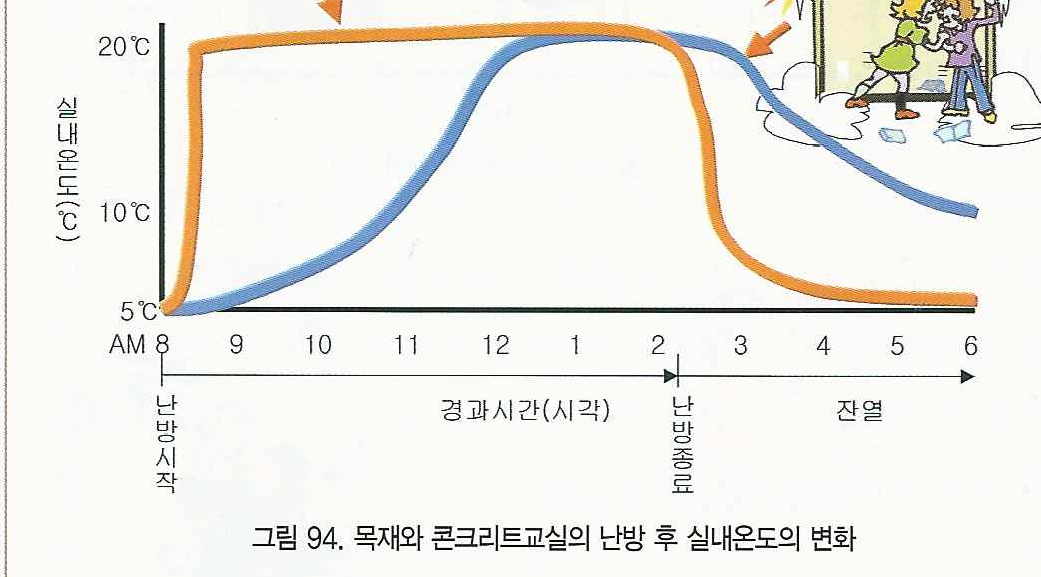 20℃
실내온도(℃)
10℃
5℃
AM 8 9 10 11 12 1 2 3 4 5 6
난방시작
경과시간(시각)
난방종료
잔열
그림 94. 목재와 콘크리트교실의 난방 후 실내온도의 변화